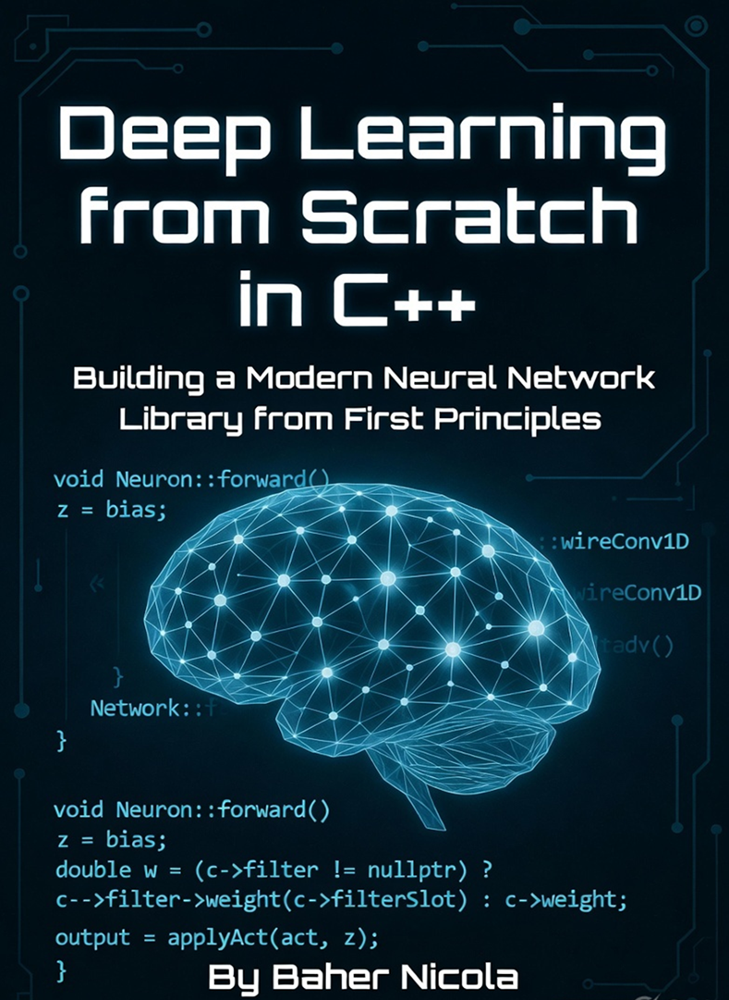 Deep Learning
from Scratch
in C++
Building a Modern Neural Network
Library from First Principles
void Neuron::forward()
z = bias;
::wireConv1D
wireConv1D
tadv()
}
Network::f
}
void Neuron::forward()
z = bias;
double w = (c->filter != nullptr) ?
c-->filter->weight(c->filterSlot) : c->weight;
output = applyAct(act, z);
}
By Baher Nicola